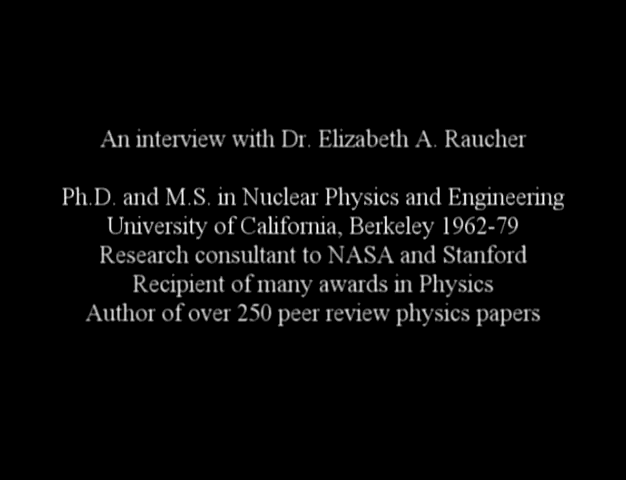 An interview with Dr. Elizabeth A. Raucher
Ph.D. and M.S. in Nuclear Physics and Engineering
University of California, Berkeley 1962-79
Research consultant to NASA and Stanford
Recipient of many awards in Physics
Author of over 250 peer review physics papers